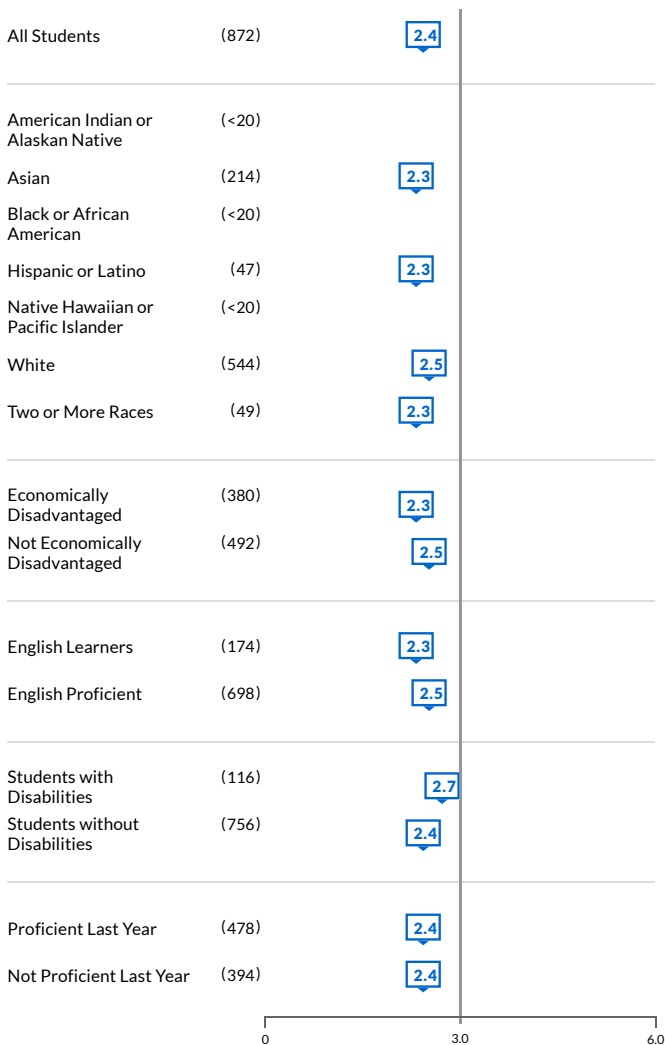 All Students (872) 2.4
American Indian or (<20)
Alaskan Native
Asian (214) 2.3
Black or African (<20)
American
Hispanic or Latino (47) 2.3
Native Hawaiian or (<20)
Pacific Islander
White (544) 2.5
Two or More Races (49) 2.3
Economically (380) 2.3
Disadvantaged
Not Economically (492) 2.5
Disadvantaged
English Learners (174) 2.3
English Proficient (698) 2.5
Students with (116) 2.7
Disabilities
Students without (756) 2.4
Disabilities
Proficient Last Year (478) 2.4
Not Proficient Last Year (394) 2.4
0 3.0 6.0